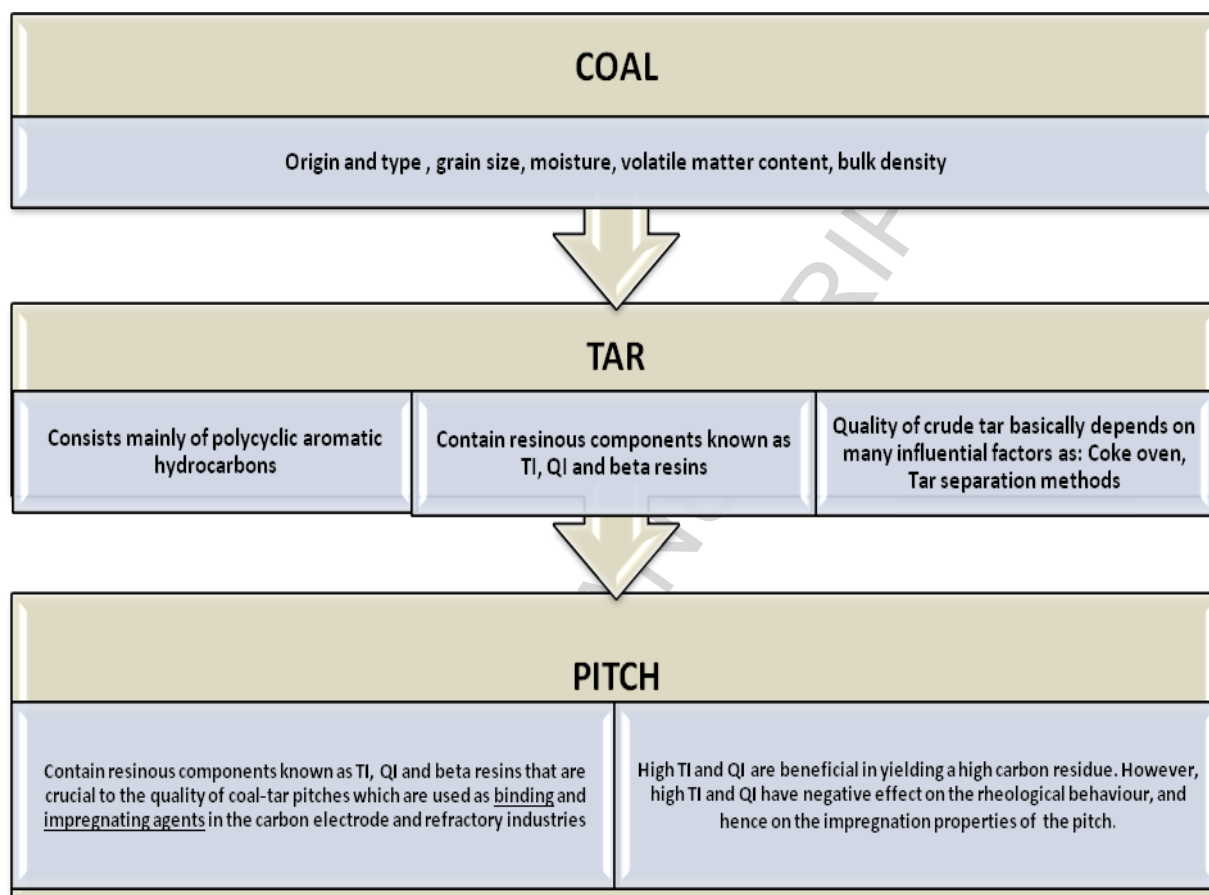 COAL
Origin and type , grain size, moisture, volatile matter content, bulk density
TAR
Consists mainly of polycyclic aromatic
hydrocarbons
Contain resinous components known as
TI, QI and beta resins
Quality of crude tar basically depends on
many influential factors as: Coke oven,
Tar separation methods
PITCH
Contain resinous components known as TI, QI and beta resins that are
crucial to the quality of coal-tar pitches which are used as binding and
impregnating agents in the carbon electrode and refractory industries
High TI and QI are beneficial in yielding a high carbon residue. However,
high TI and QI have negative effect on the rheological behaviour, and
hence on the impregnation properties of the pitch.